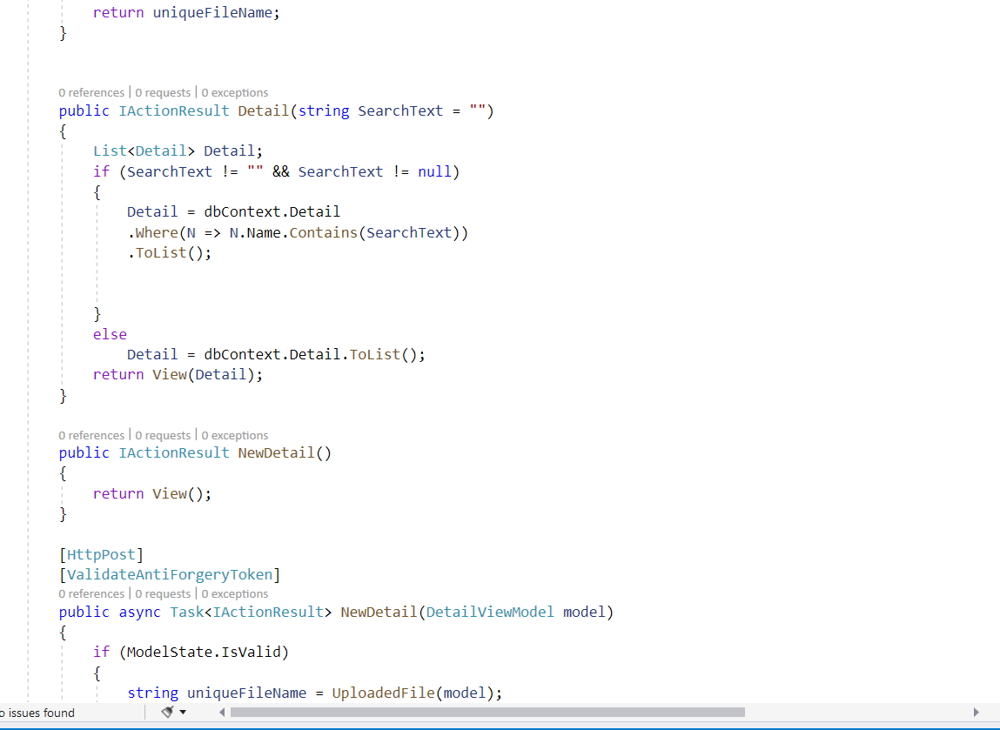 return uniqueFileName;
}
0 references | 0 requests | 0 exceptions
public IActionResult Detail(string SearchText = "")
{
List<Detail> Detail;
if (SearchText != "" && SearchText != null)
{
Detail = dbContext.Detail
.Where(N => N.Name.Contains(SearchText))
.ToList();
}
else
Detail = dbContext.Detail.ToList();
return View(Detail);
}
0 references | 0 requests | 0 exceptions
public IActionResult NewDetail()
{
return View();
}
[HttpPost]
[ValidateAntiForgeryToken]
0 references | 0 requests | 0 exceptions
public async Task<IActionResult> NewDetail(DetailViewModel model)
{
if (ModelState.IsValid)
{
string uniqueFileName = UploadedFile(model);
o issues found